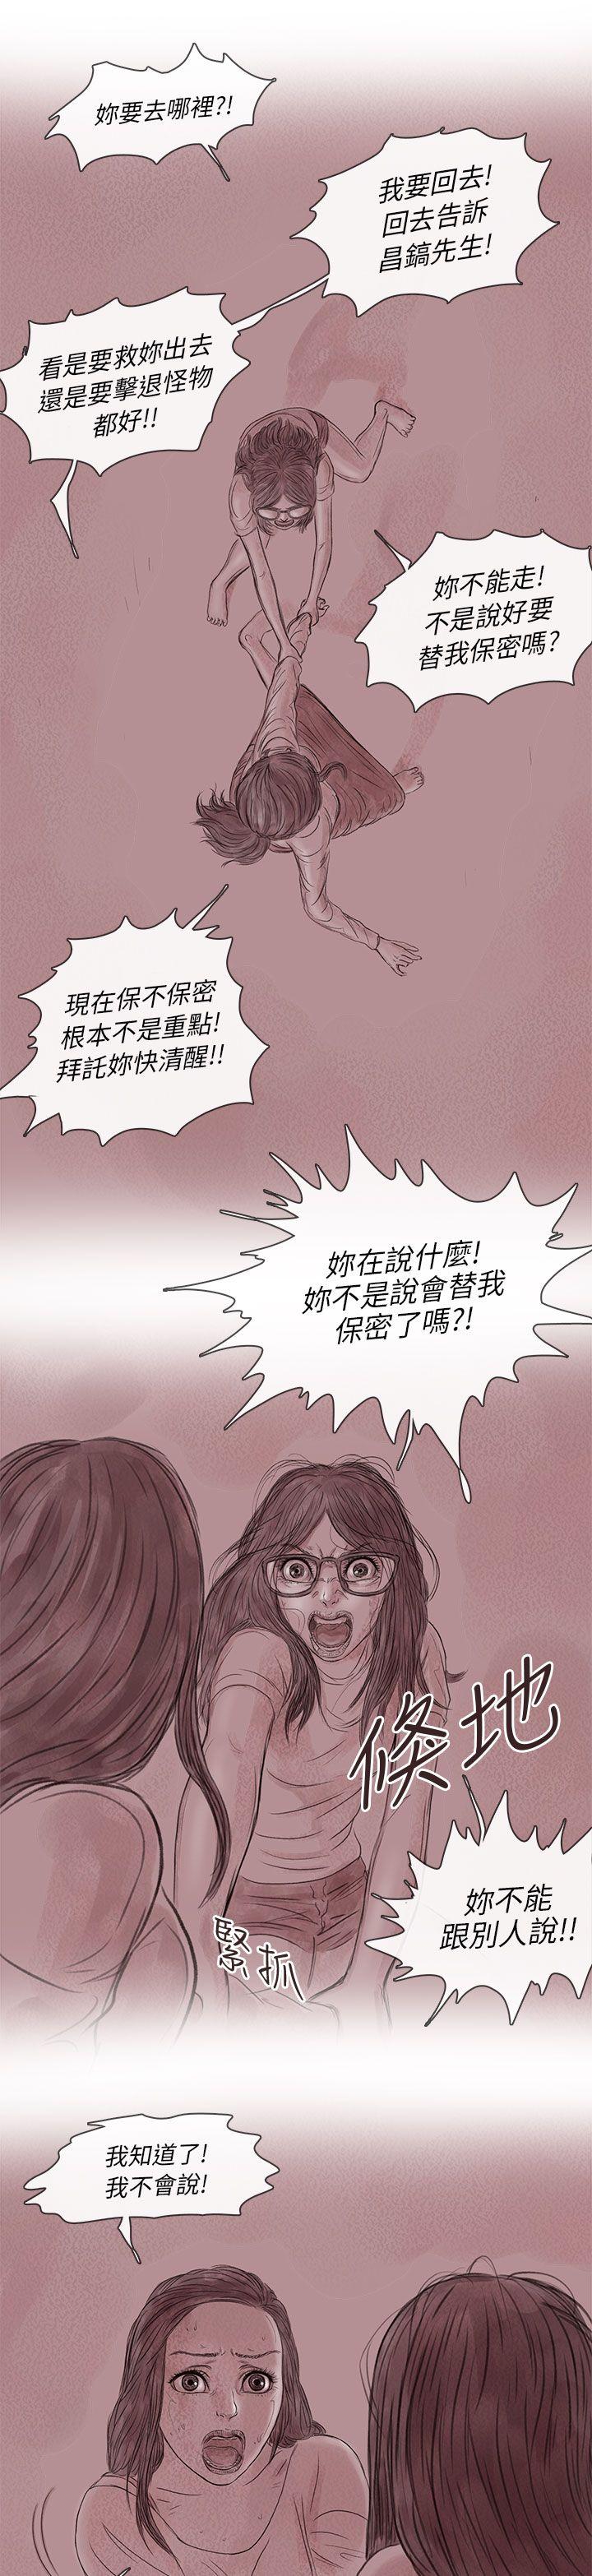 妳要去哪裡?!
我要回去!
回去告訴
昌鎬先生!
看是要救妳出去
還是要擊退怪物
都好!!
妳不能走!
不是說好要
替我保密嗎?
現在保不保密
根本不是重點!
拜託妳快清醒!!
妳在說什麼!
妳不是說會替我
保密了嗎?!
倏地
妳不能
跟別人說!!
緊抓
我知道了!
我不會說!